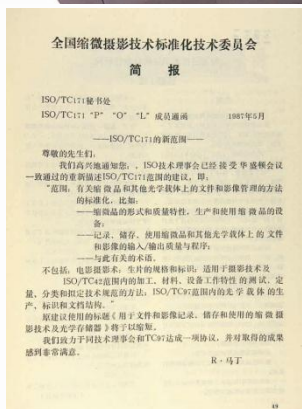 全国缩微摄影技术标准化技术委员会
简 报
ISO/TC171秘书处
ISO/TC171 "P" "O" "L" 成员通函 1987年5月
——ISO/TC171的新范围——
尊敬的先生们:
我们高兴地通知您:、ISO技术理事会已经接受华盛顿会议
一致通过的重新描述ISO/TC171范围的建议,即:
"范围:有关缩微品和其他光学载体上的文件和影像管理的方法
的标准化,比如:
——缩微品的形式和质量特性,生产和使用缩微品的设
备;
——记录、储存、使用缩微品和其他光学载体上的文件
和影像的输入/输出质量与程序;
——与此有关的术语。
不包括:电影摄影术;生片的规格和标识;适用于摄影技术及
ISO/TC42范围内的加工、材料、设备工作特性的测试、定
量、分类和拟定技术规范的方法;ISO/TC97范围内的光学载体的生
产、标识和文档结构。
原建议使用的标题《用于文件和影像记录、储存和使用的缩微摄
影技术及光学存储器》将予以缩短。
我们致力于同技术理事会和TC97达成一项协议,并对取得的成果
感到非常满意。
R·马丁
49